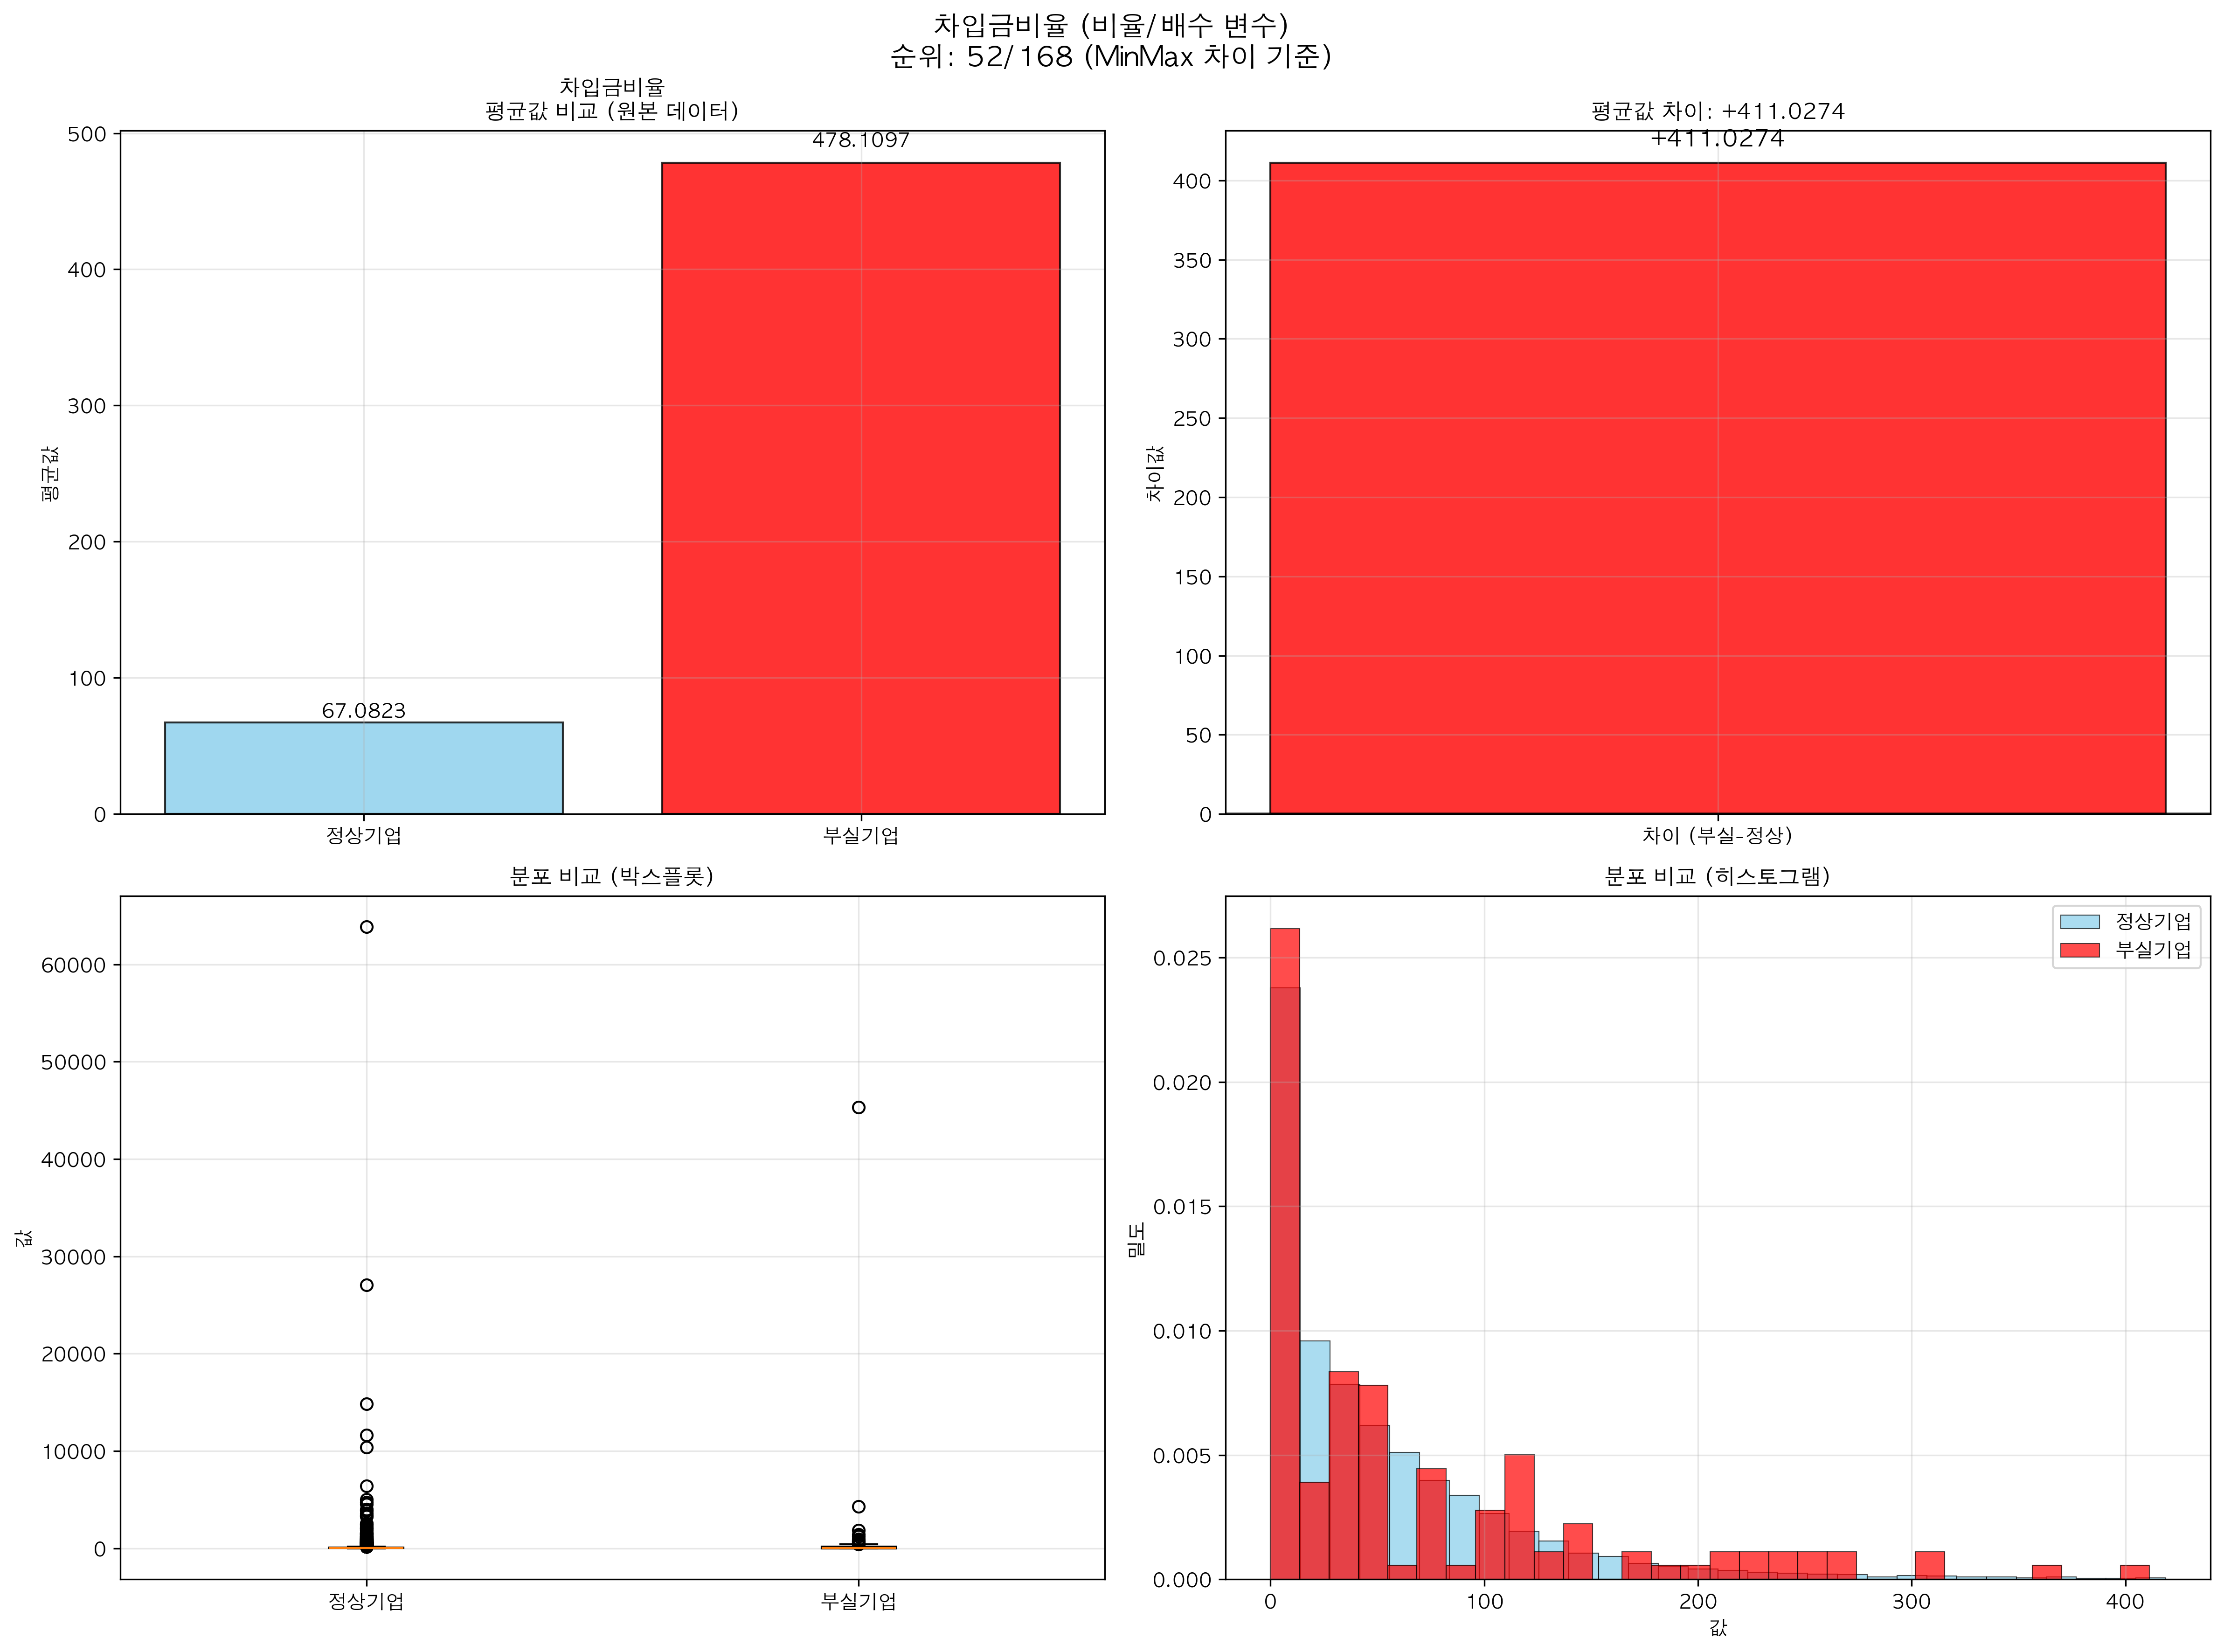 차입금비율 (비율/배수 변수)
순위: 52/168 (MinMax 차이 기준)
차입금비율
평균값 비교 (원본 데이터)
500
400
300
200
100
0
평균값
478.1097
67.0823
정상기업
부실기업
평균값 차이: +411.0274
+411.0274
400
350
300
250
200
150
100
50
0
차이값
차이 (부실-정상)
분포 비교 (박스플롯)
60000
50000
40000
30000
20000
10000
0
값
정상기업
부실기업
분포 비교 (히스토그램)
정상기업
부실기업
0.025
0.020
0.015
0.010
0.005
0.000
밀도
0
100
200
300
400
값